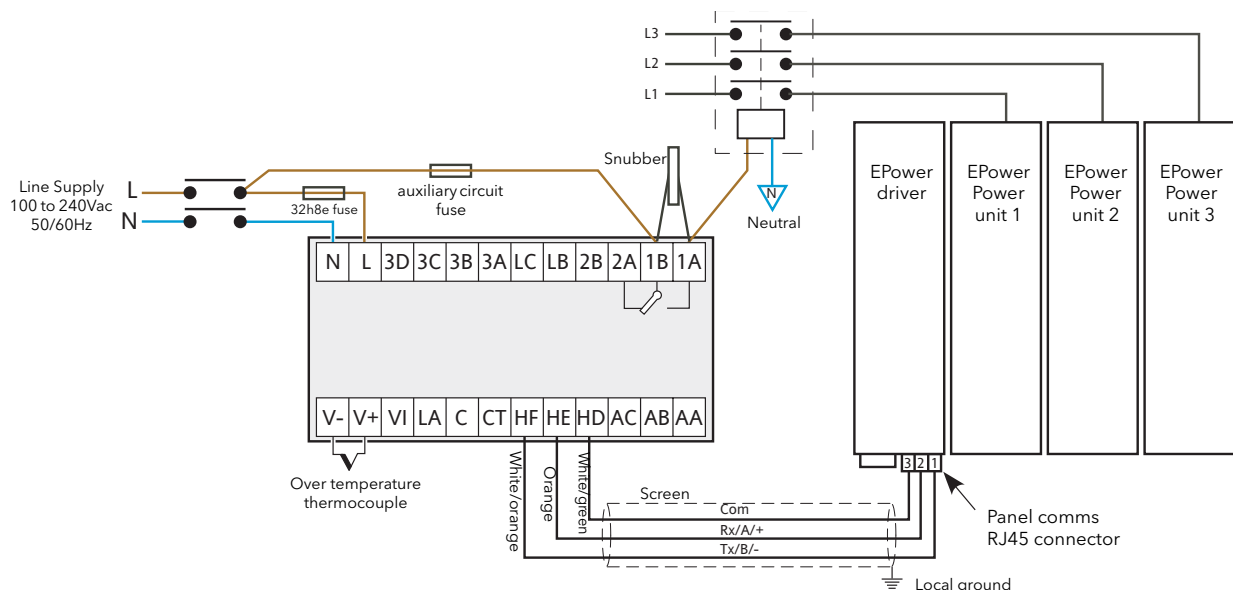 L3
L2
L1
Snubber
N
Neutral
EPower
driver
EPower
Power
unit 1
EPower
Power
unit 2
EPower
Power
unit 3
Line Supply
100 to 240Vac
50/60Hz
L
N
32h8e fuse
auxiliary circuit
fuse
N L 3D 3C 3B 3A LC LB 2B 2A 1B 1A
V- V+ VI LA C CT HF HE HD AC AB AA
Over temperature
thermocouple
White/orange
Orange
White/green
Screen
Com
Rx/A/+
Tx/B/-
3 2 1
Panel comms
RJ45 connector
Local ground